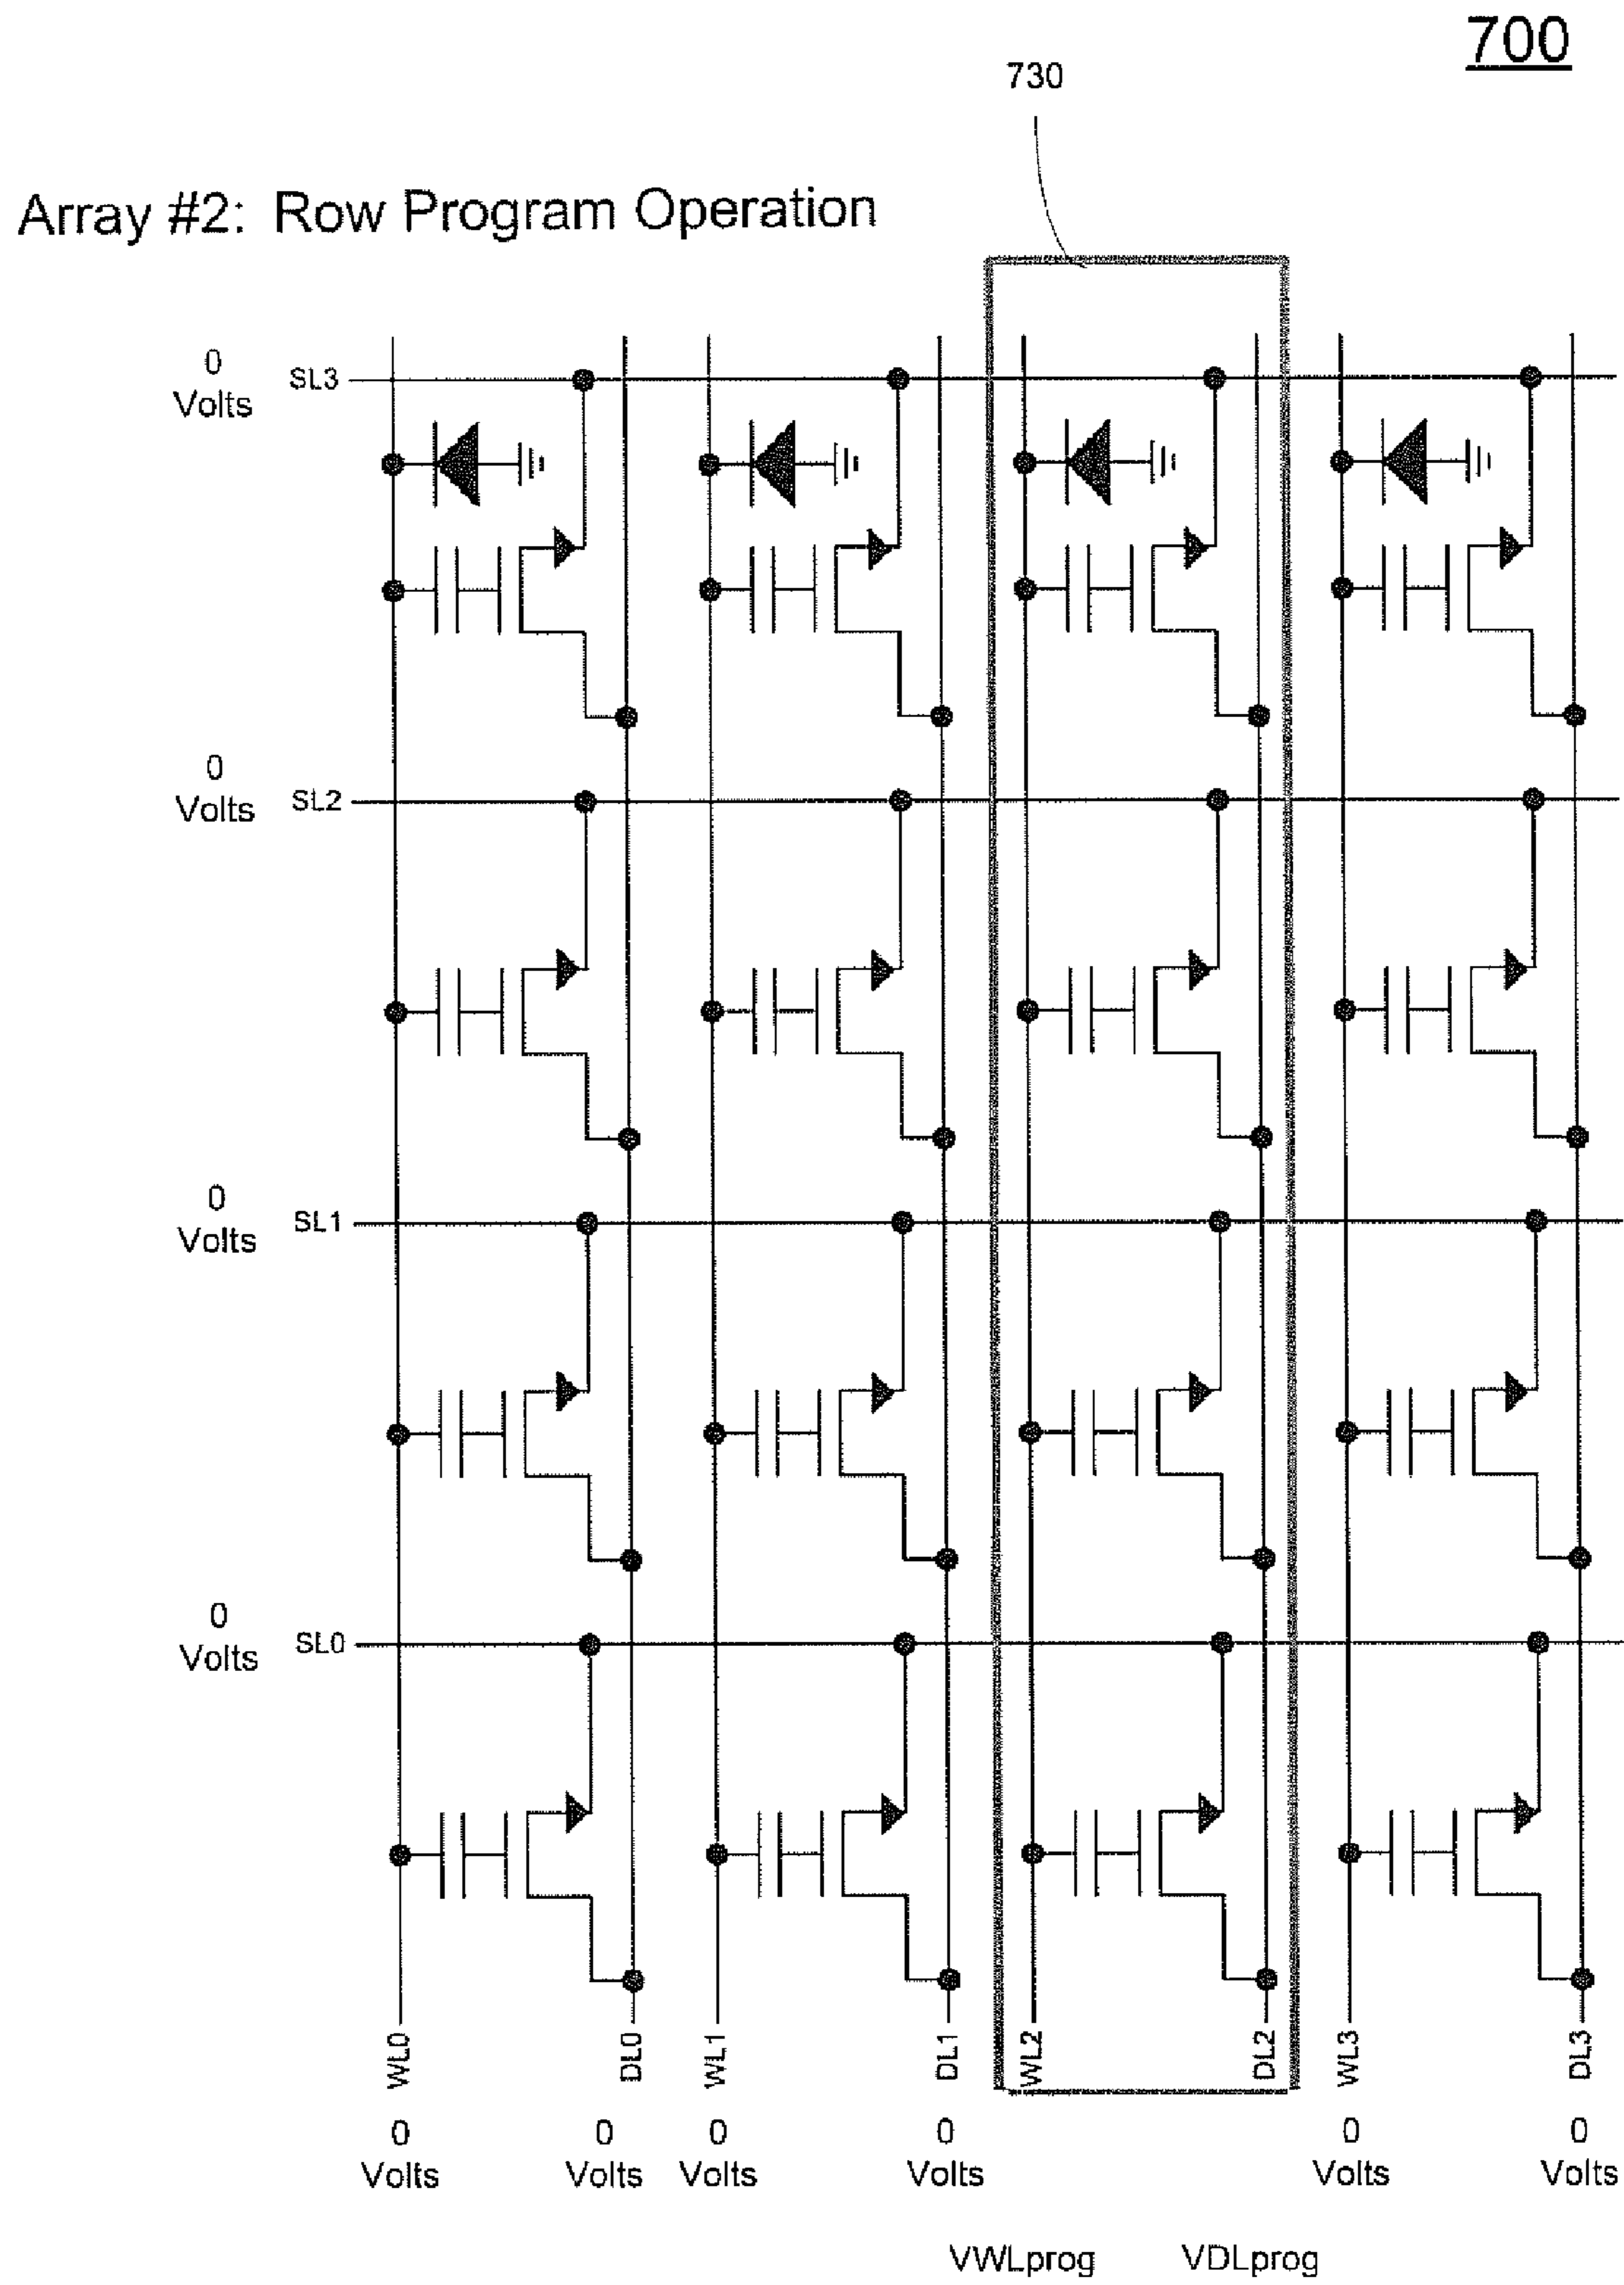 700
730
Array #2: Row Program Operation
0
Volts
SL3
0
Volts
SL2
0
Volts
SL1
0
Volts
SL0
WL0
DL0
WL1
DL1
WL2
DL2
WL3
DL3
0
Volts
0
Volts
0
Volts
0
Volts
0
Volts
0
Volts
VWLprog
VDLprog